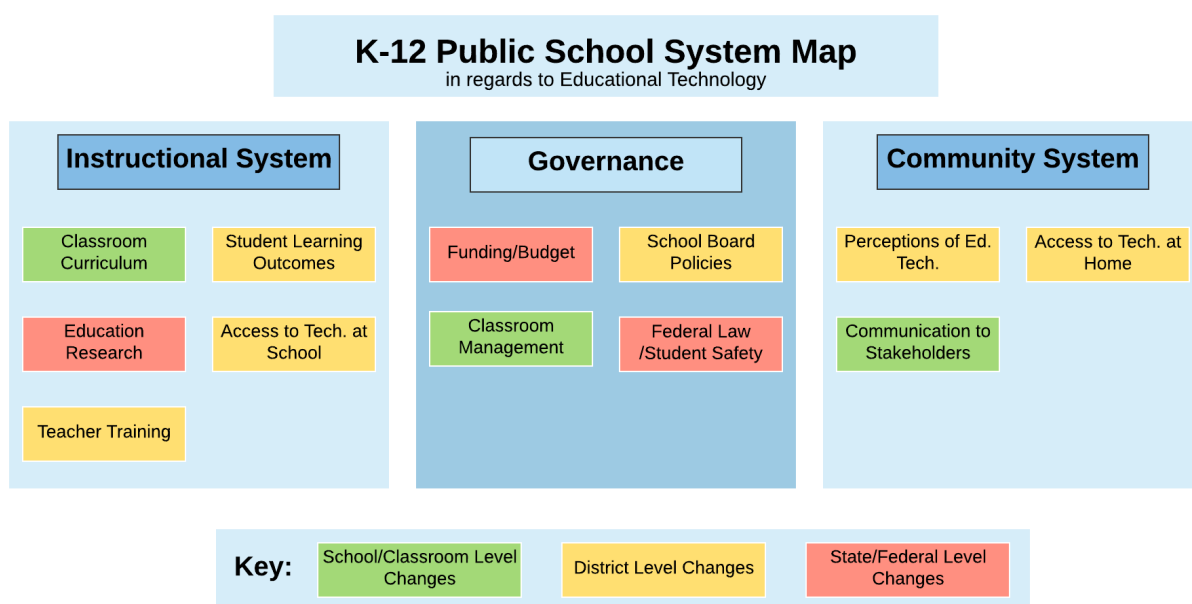 K-12 Public School System Map
in regards to Educational Technology
Instructional System
Classroom
Curriculum
Student Learning
Outcomes
Education
Research
Access to Tech. at
School
Teacher Training
Governance
Funding/Budget
School Board
Policies
Classroom
Management
Federal Law
/Student Safety
Community System
Perceptions of Ed.
Tech.
Access to Tech. at
Home
Communication to
Stakeholders
Key:
School/Classroom Level
Changes
District Level Changes
State/Federal Level
Changes